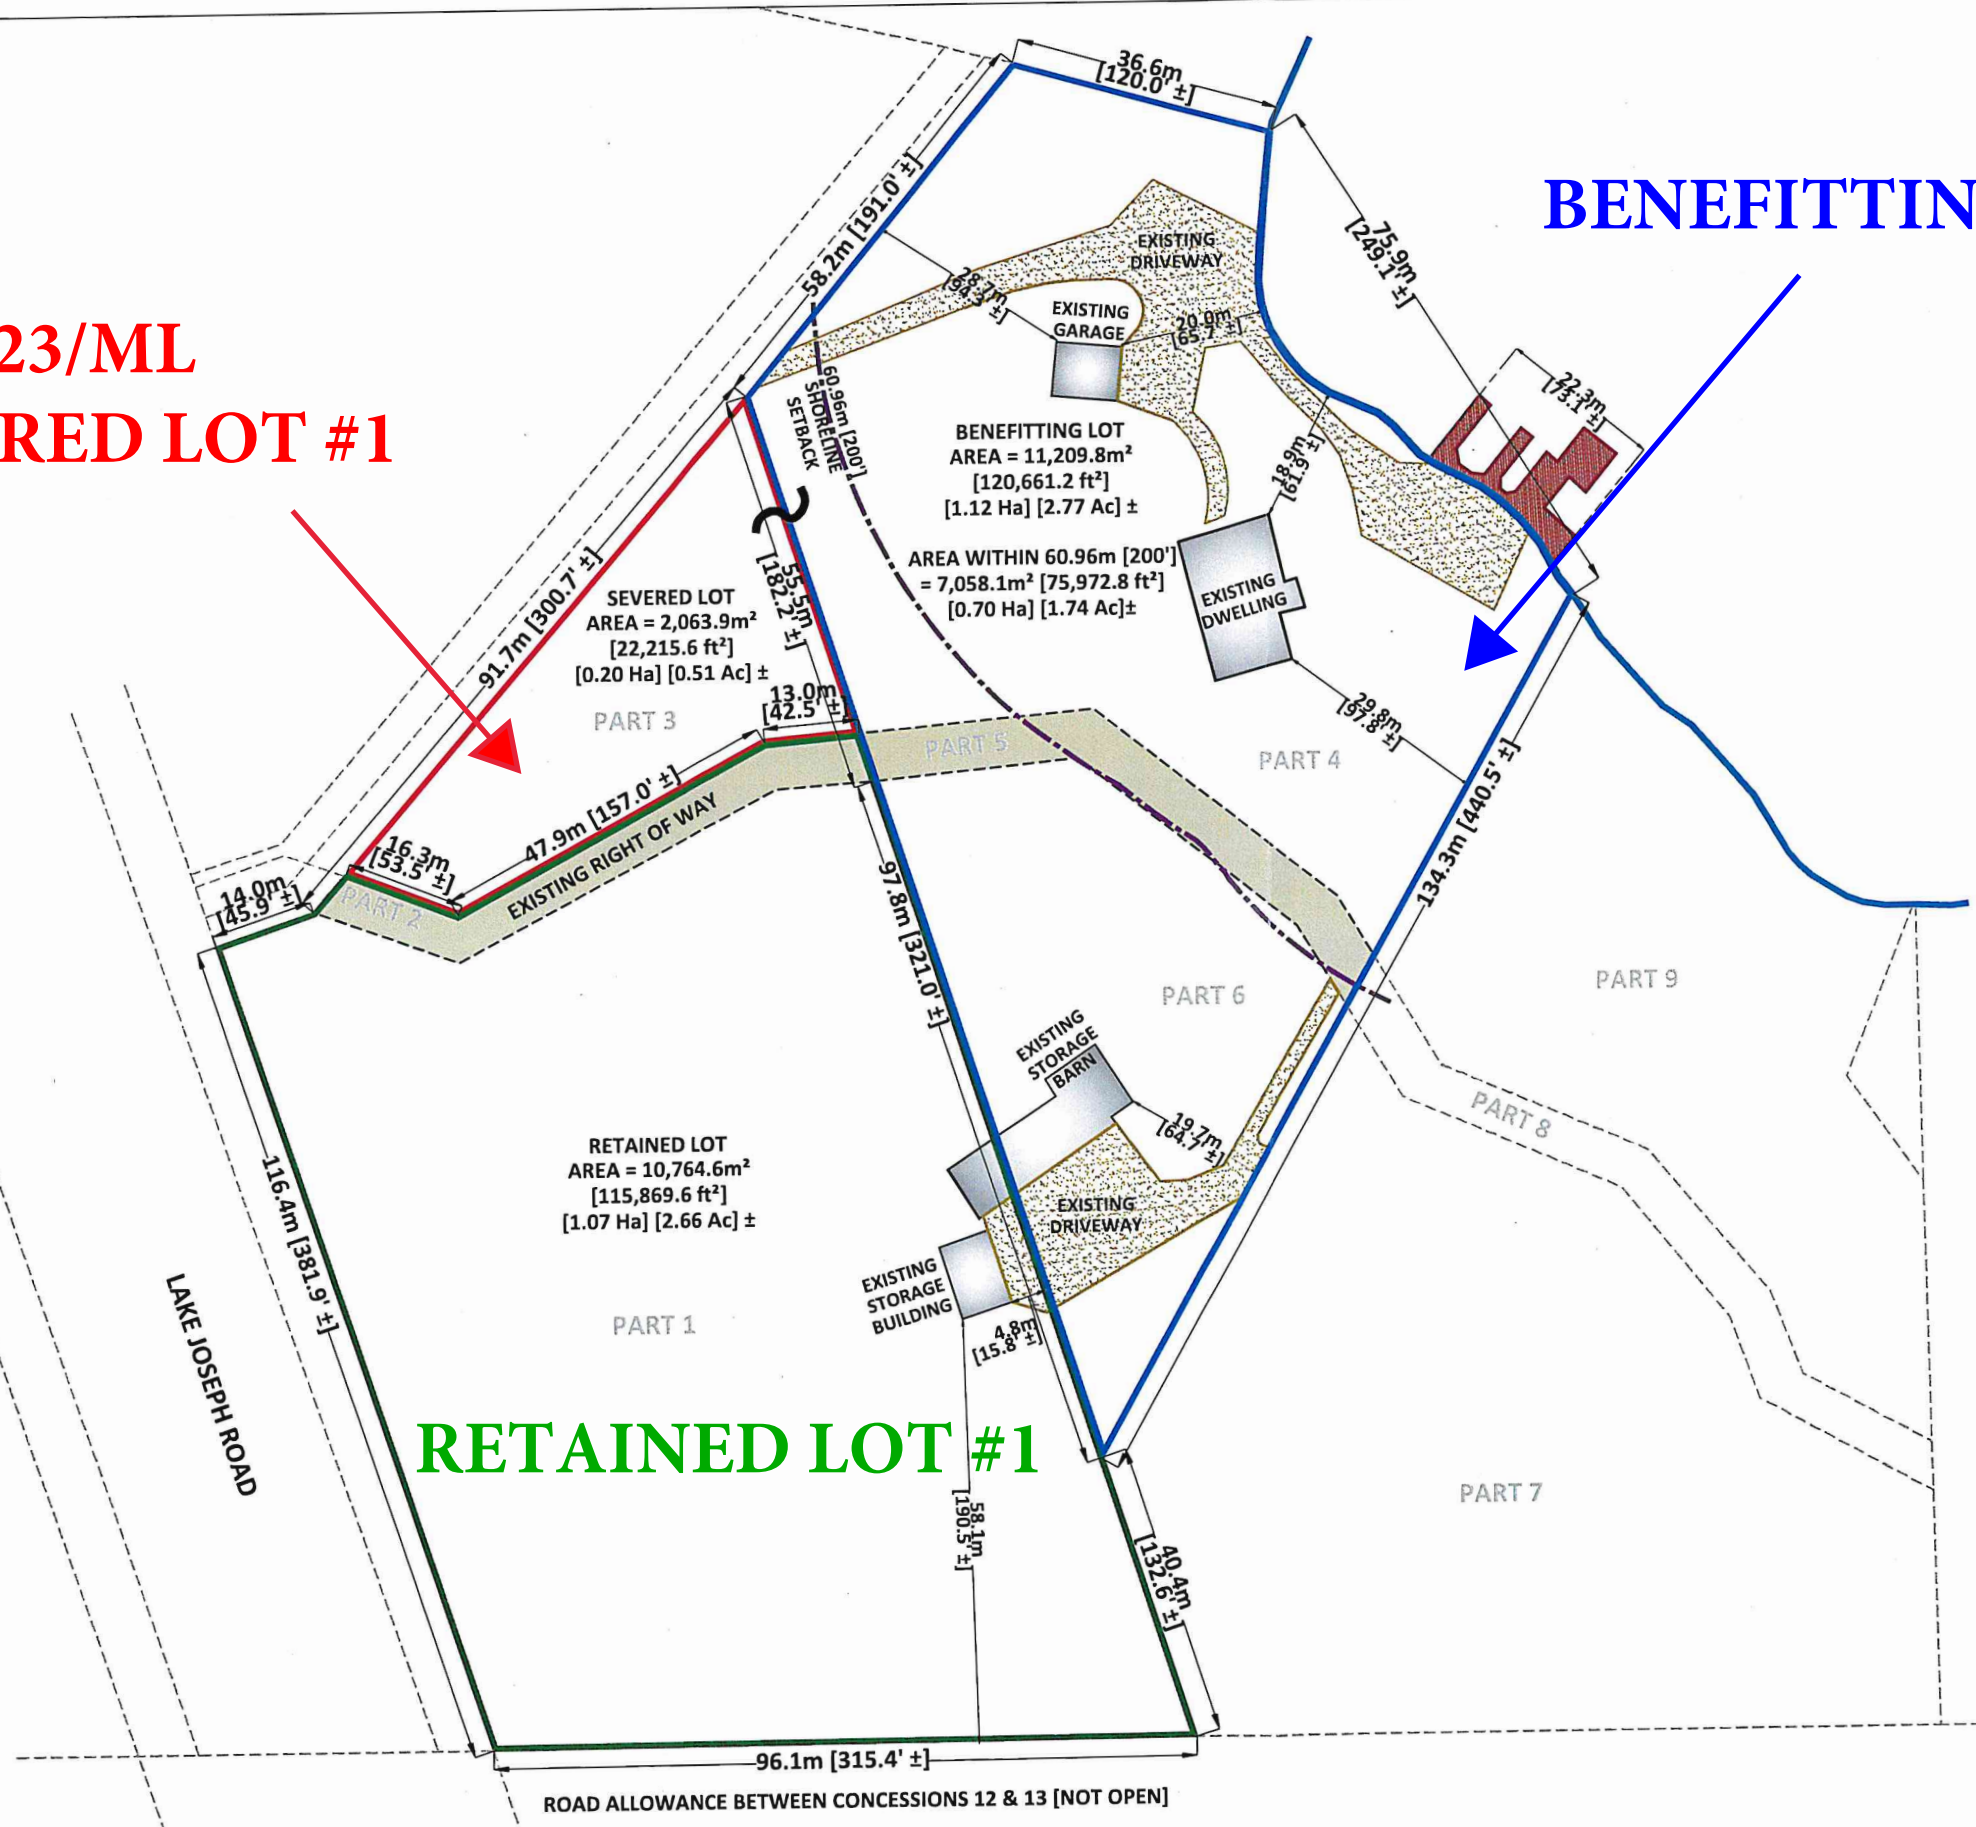 36.6m
[120.0' ±]
BENEFITTIN
58.2m [191.0' ±]
75.9m
[249.1' ±]
EXISTING
DRIVEWAY
28.7m
[94.3' ±]
EXISTING
GARAGE
20.0m
[65.7' ±]
23/ML
RED LOT #1
22.3m
[73.1' ±]
60.96m [200']
SHORELINE
SETBACK
BENEFITTING LOT
AREA = 11,209.8m²
[120,661.2 ft²]
[1.12 Ha] [2.77 Ac] ±
18.9m
[61.9' ±]
AREA WITHIN 60.96m [200']
= 7,058.1m² [75,972.8 ft²]
[0.70 Ha] [1.74 Ac]±
EXISTING
DWELLING
91.7m [300.7' ±]
55.5m
[182.2' ±]
SEVERED LOT
AREA = 2,063.9m²
[22,215.6 ft²]
[0.20 Ha] [0.51 Ac] ±
13.0m
[42.5' ±]
PART 3
PART 5
PART 4
29.8m
[97.8' ±]
47.9m [157.0' ±]
EXISTING RIGHT OF WAY
16.3m
[53.5' ±]
14.0m
[45.9' ±]
PART 2
134.3m [440.5' ±]
97.8m [321.0' ±]
PART 6
PART 9
EXISTING
STORAGE
BARN
19.7m
[64.7' ±]
PART 8
RETAINED LOT
AREA = 10,764.6m²
[115,869.6 ft²]
[1.07 Ha] [2.66 Ac] ±
EXISTING
DRIVEWAY
116.4m [381.9' ±]
EXISTING
STORAGE
BUILDING
PART 1
4.8m
[15.8' ±]
LAKE JOSEPH ROAD
RETAINED LOT #1
PART 7
58.1m
[190.5' ±]
40.4m
[132.6' ±]
96.1m [315.4' ±]
ROAD ALLOWANCE BETWEEN CONCESSIONS 12 & 13 [NOT OPEN]